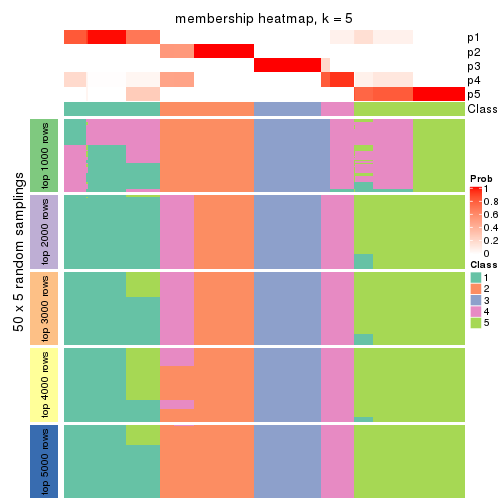 membership heatmap, k = 5
p1
p2
p3
p4
p5
Class
50 x 5 random samplings
top 1000 rows
top 2000 rows
top 3000 rows
top 4000 rows
top 5000 rows
Prob
1
0.8
0.6
0.4
0.2
0
Class
1
2
3
4
5